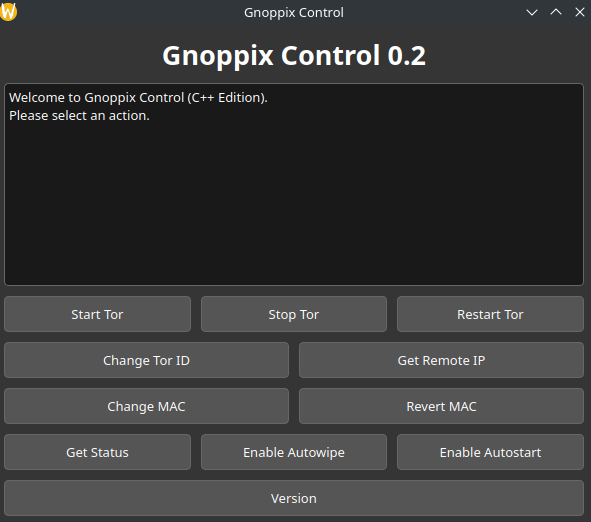 Gnoppix Control
Gnoppix Control 0.2
Welcome to Gnoppix Control (C++ Edition).
Please select an action.
Start Tor
Stop Tor
Restart Tor
Change Tor ID
Get Remote IP
Change MAC
Revert MAC
Get Status
Enable Autowipe
Enable Autostart
Version